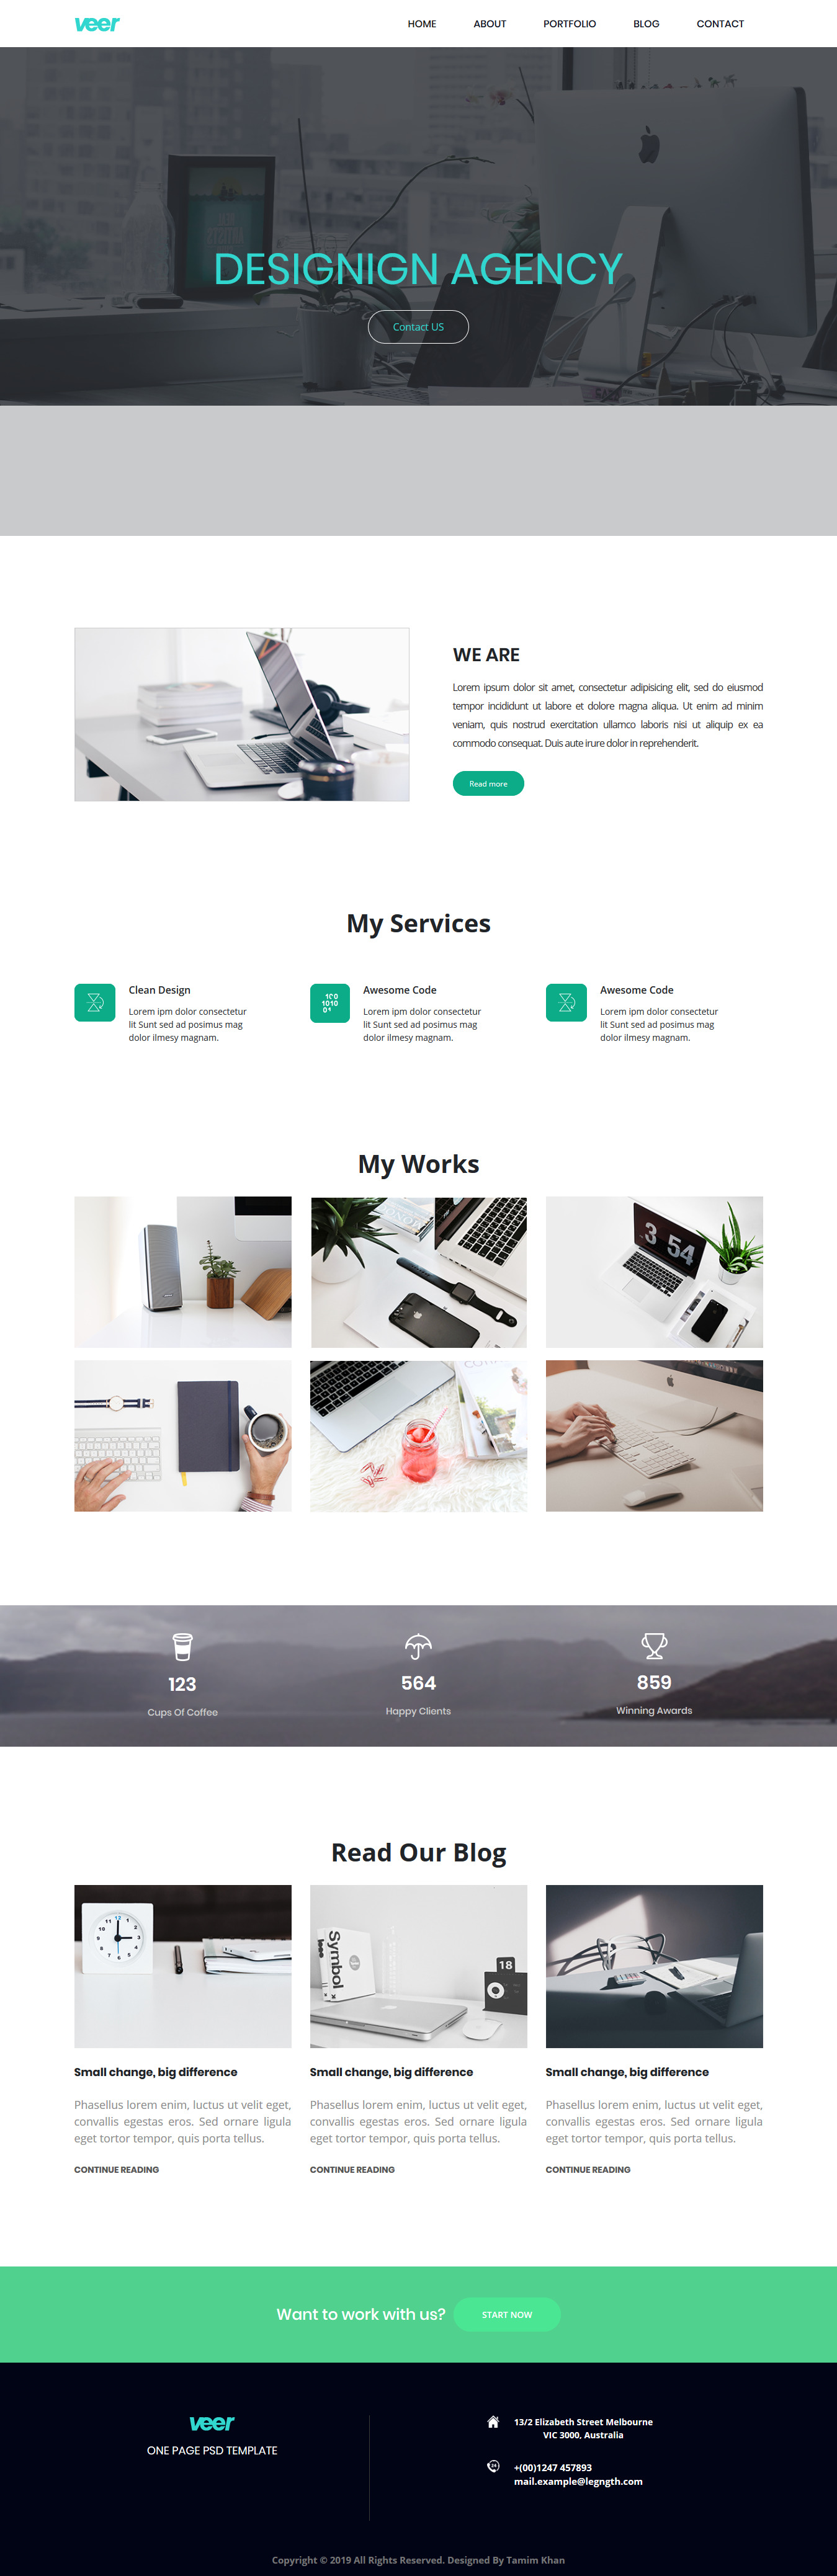 veer
HOME ABOUT PORTFOLIO BLOG CONTACT
DESIGNIGN AGENCY
Contact US
WE ARE
Lorem ipsum dolor sit amet, consectetur adipisicing elit, sed do eiusmod
tempor incididunt ut labore et dolore magna aliqua. Ut enim ad minim
veniam, quis nostrud exercitation ullamco laboris nisi ut aliquip ex ea
commodo consequat. Duis aute irure dolor in reprehenderit.
Read more
My Services
Clean Design
Lorem ipm dolor consectetur
lit Sunt sed ad posimus mag
dolor ilmesy magnam.
Awesome Code
Lorem ipm dolor consectetur
lit Sunt sed ad posimus mag
dolor ilmesy magnam.
Awesome Code
Lorem ipm dolor consectetur
lit Sunt sed ad posimus mag
dolor ilmesy magnam.
My Works
3 54
123
Cups Of Coffee
564
Happy Clients
859
Winning Awards
Read Our Blog
Symbol
18
Small change, big difference
Phasellus lorem enim, luctus ut velit eget,
convallis egestas eros. Sed ornare ligula
eget tortor tempor, quis porta tellus.
CONTINUE READING
Small change, big difference
Phasellus lorem enim, luctus ut velit eget,
convallis egestas eros. Sed ornare ligula
eget tortor tempor, quis porta tellus.
CONTINUE READING
Small change, big difference
Phasellus lorem enim, luctus ut velit eget,
convallis egestas eros. Sed ornare ligula
eget tortor tempor, quis porta tellus.
CONTINUE READING
Want to work with us?
START NOW
veer
ONE PAGE PSD TEMPLATE
13/2 Elizabeth Street Melbourne
VIC 3000, Australia
+(00)1247 457893
mail.example@legngth.com
Copyright © 2019 All Rights Reserved. Designed By Tamim Khan